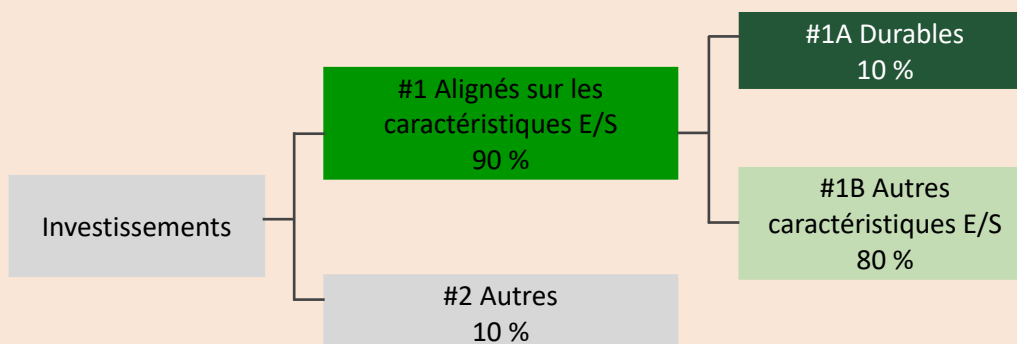 Investissements
#1 Alignés sur les
caractéristiques E/S
90 %
#2 Autres
10 %
#1A Durables
10 %
#1B Autres
caractéristiques E/S
80 %